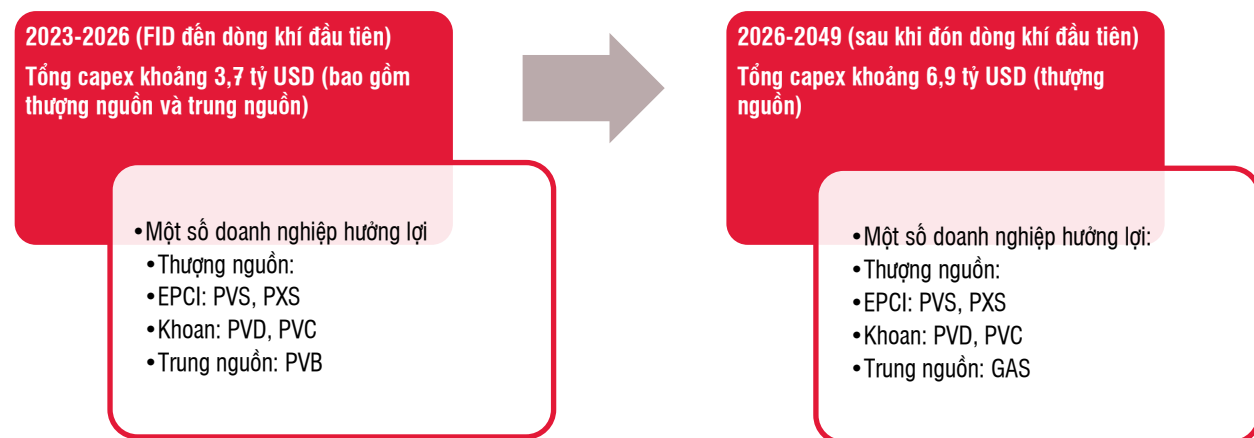 2023-2026 (FID đến dòng khí đầu tiên)
Tổng capex khoảng 3,7 tỷ USD (bao gồm
thượng nguồn và trung nguồn)
•Một số doanh nghiệp hưởng lợi
•Thượng nguồn:
•EPCI: PVS, PXS
•Khoan: PVD, PVC
•Trung nguồn: PVB
2026-2049 (sau khi đón dòng khí đầu tiên)
Tổng capex khoảng 6,9 tỷ USD (thượng
nguồn)
•Một số doanh nghiệp hưởng lợi:
•Thượng nguồn:
•EPCI: PVS, PXS
•Khoan: PVD, PVC
•Trung nguồn: GAS